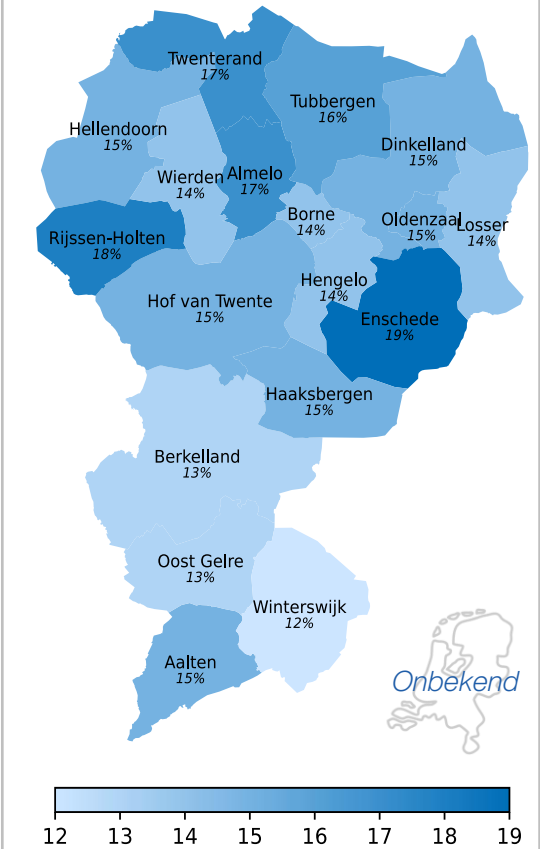 Twenterand
17%
Tubbergen
16%
Hellendoorn
15%
Dinkelland
15%
Wierden
14%
Almelo
17%
Borne
14%
Oldenzaal
15%
Losser
14%
Rijssen-Holten
18%
Hengelo
14%
Hof van Twente
15%
Enschede
19%
Haaksbergen
15%
Berkelland
13%
Oost Gelre
13%
Winterswijk
12%
Aalten
15%
Onbekend
12 13 14 15 16 17 18 19